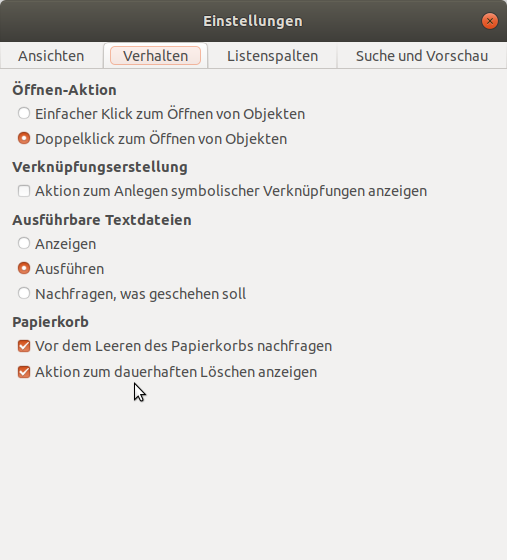 Einstellungen
Ansichten Verhalten Listenspalten Suche und Vorschau
Öffnen-Aktion
Einfacher Klick zum Öffnen von Objekten
Doppelklick zum Öffnen von Objekten
Verknüpfungserstellung
Aktion zum Anlegen symbolischer Verknüpfungen anzeigen
Ausführbare Textdateien
Anzeigen
Ausführen
Nachfragen, was geschehen soll
Papierkorb
Vor dem Leeren des Papierkorbs nachfragen
Aktion zum dauerhaften Löschen anzeigen